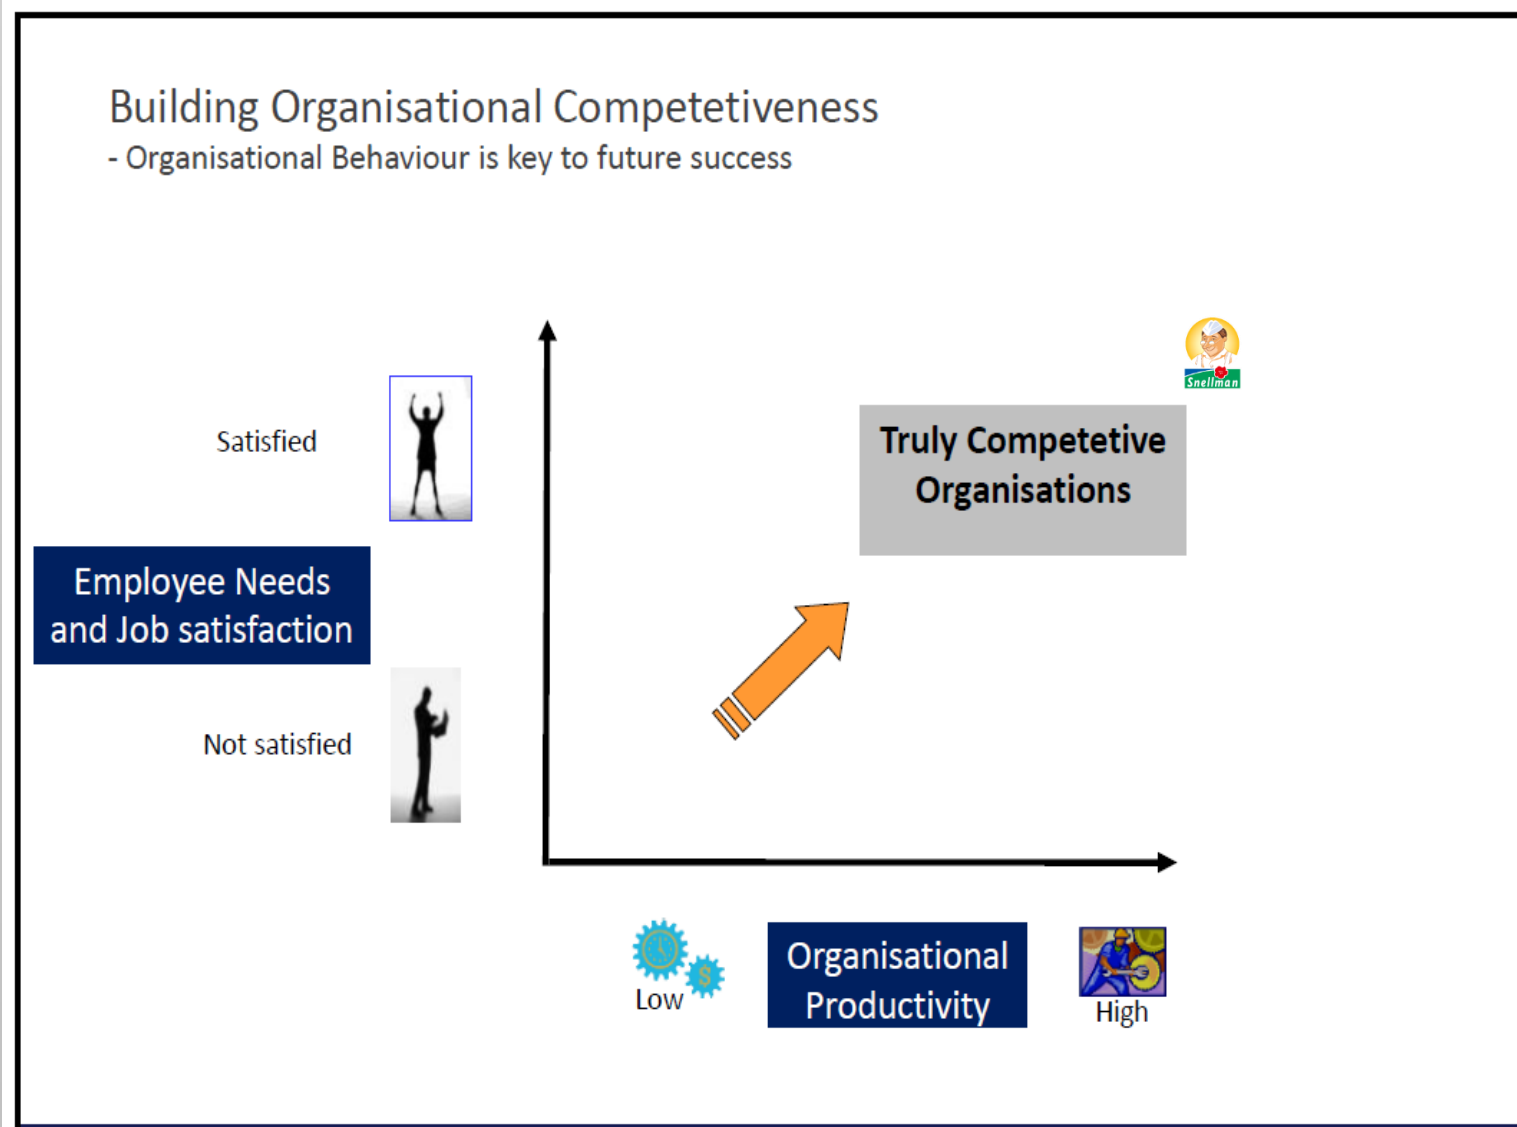 Building Organisational Competetiveness
- Organisational Behaviour is key to future success
Snellman
Satisfied
Truly Competetive
Organisations
Employee Needs
and Job satisfaction
Not satisfied
Low
$
Organisational
Productivity
High